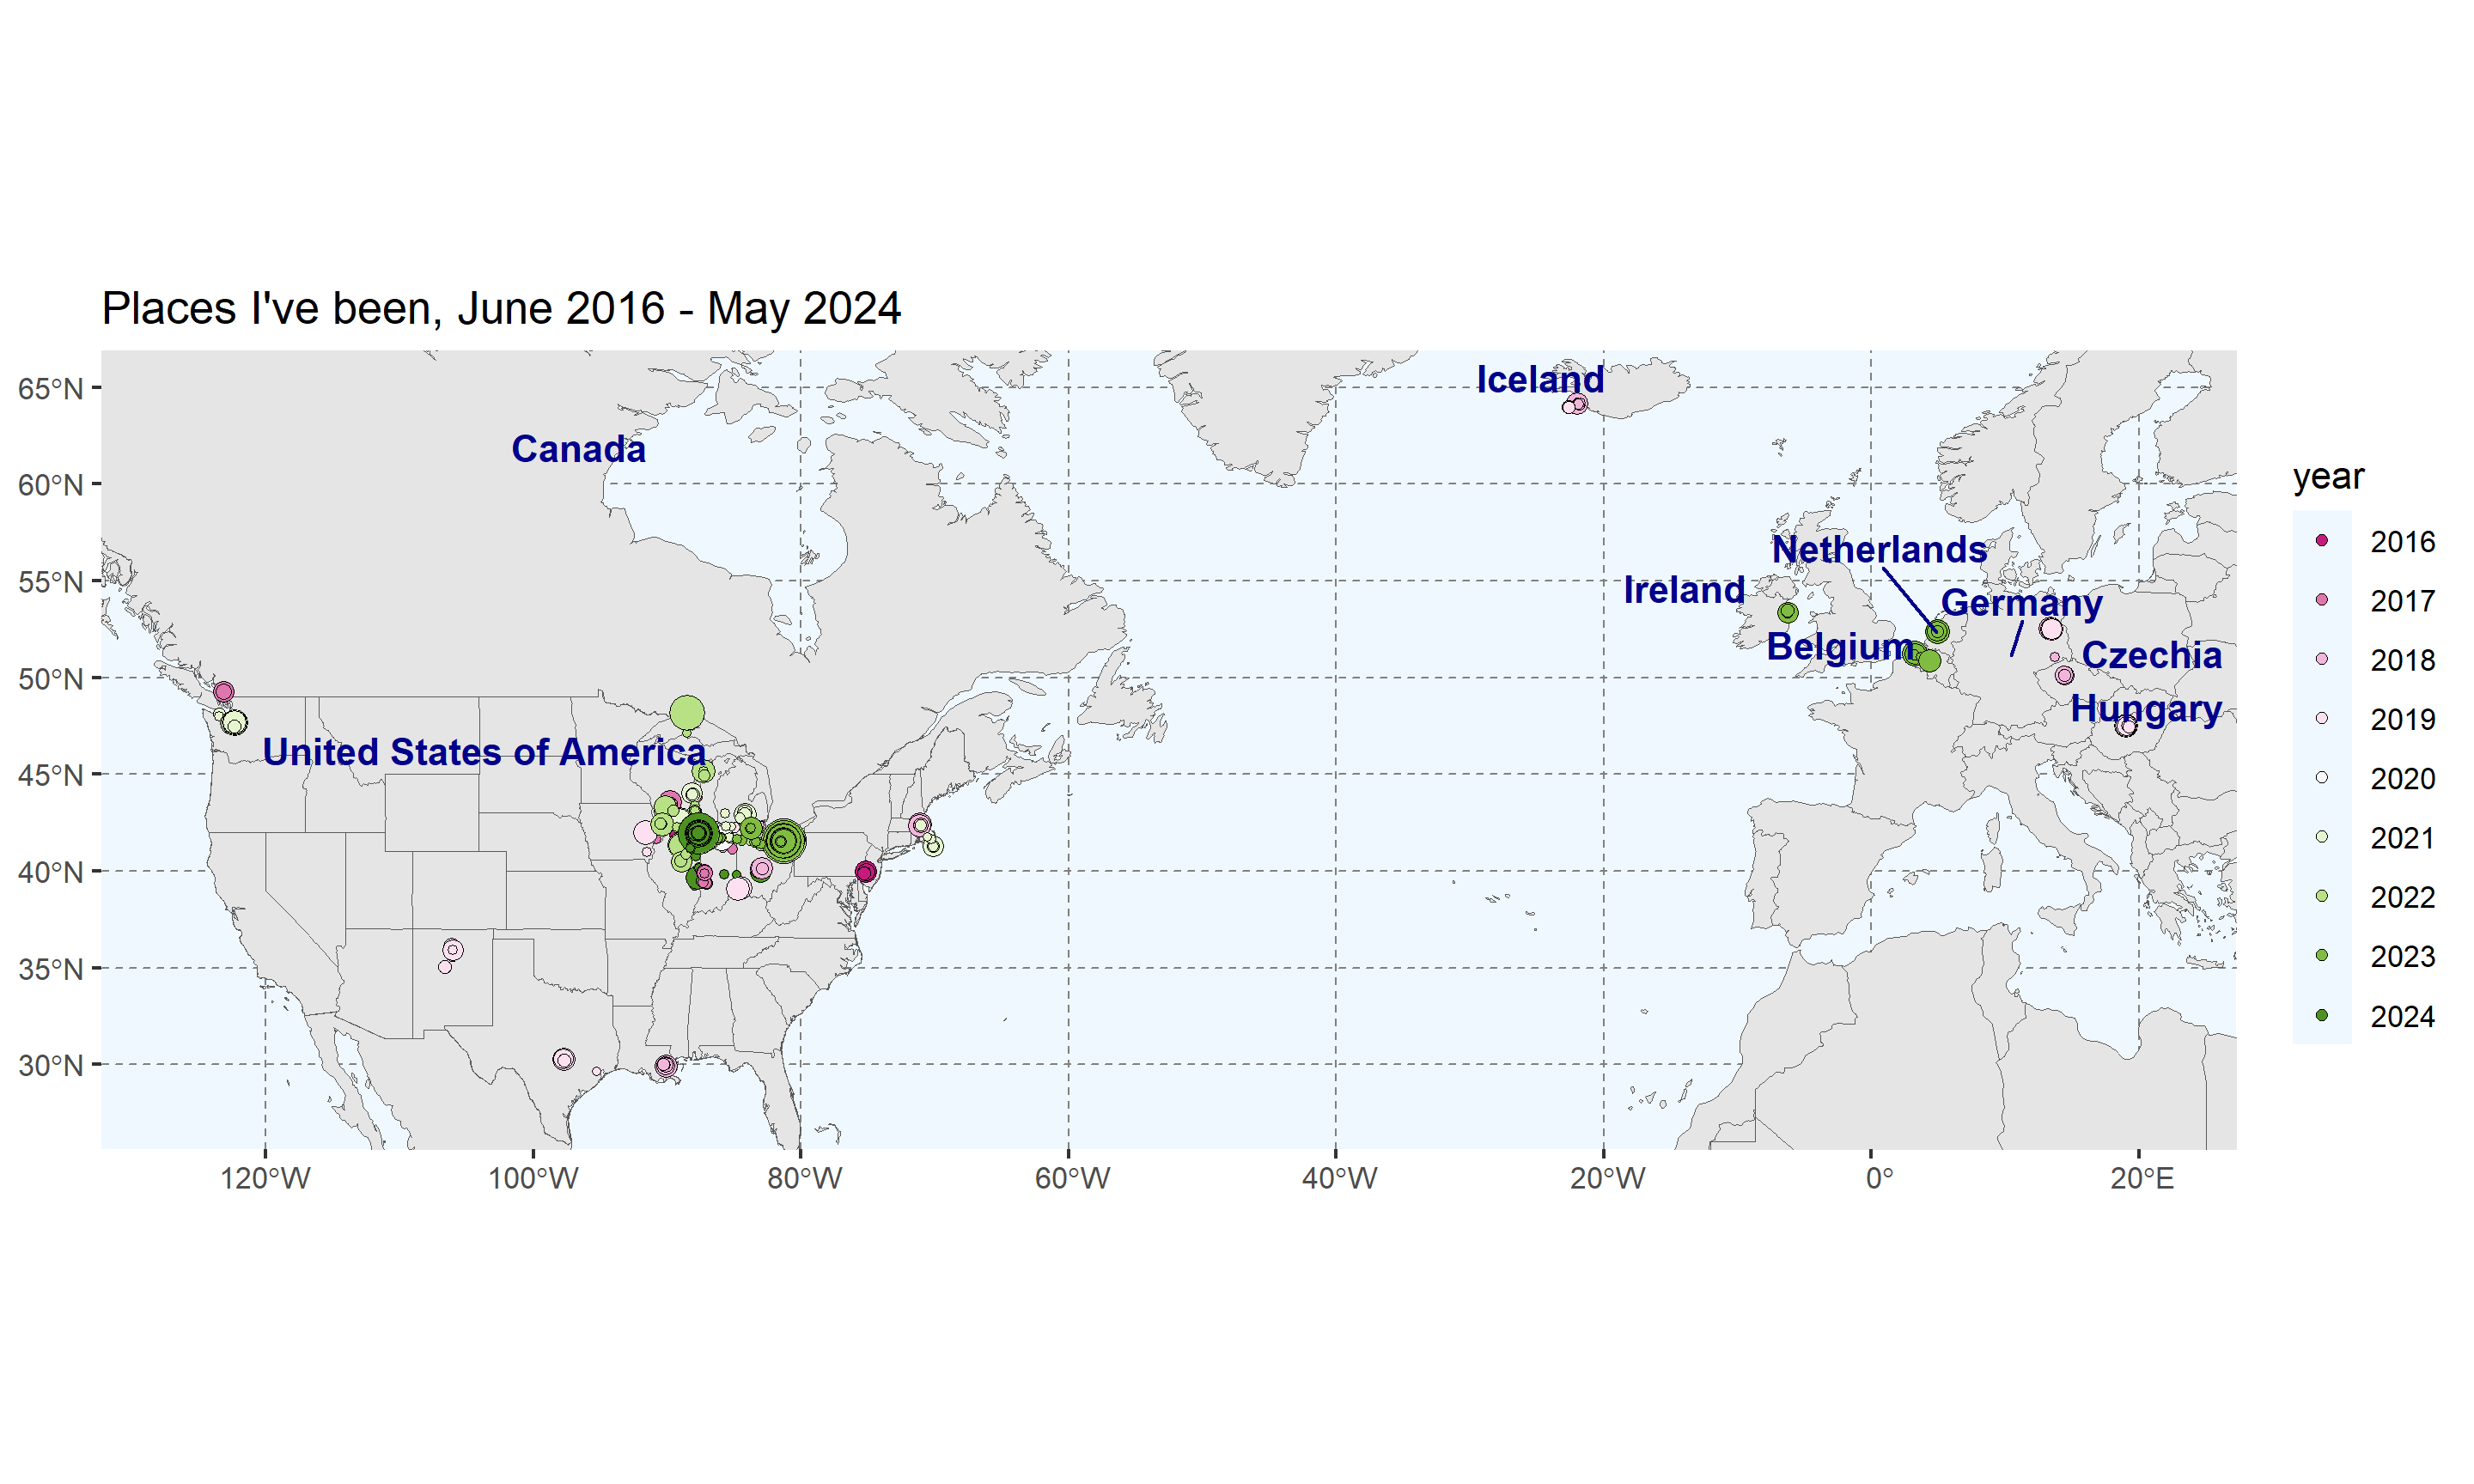 Places I've been, June 2016 - May 2024
65°N
60°N
55°N
50°N
45°N
40°N
35°N
30°N
Iceland
Canada
Netherlands
Ireland
Germany
Belgium
Czechia
Hungary
United States of America
120°W
100°W
80°W
60°W
40°W
20°W
0°
20°E
year
2016
2017
2018
2019
2020
2021
2022
2023
2024